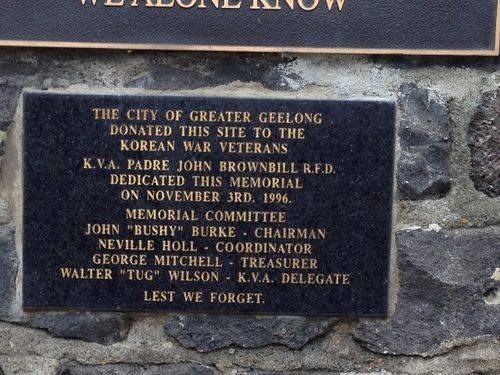 WE ALONE KNOW
THE CITY OF GREATER GEELONG
DONATED THIS SITE TO THE
KOREAN WAR VETERANS
K.V.A. PADRE JOHN BROWNBILL R.F.D.
DEDICATED THIS MEMORIAL
ON NOVEMBER 3RD. 1996.
MEMORIAL COMMITTEE
JOHN "BUSHY" BURKE - CHAIRMAN
NEVILLE HOLL - COORDINATOR
GEORGE MITCHELL - TREASURER
WALTER "TUG" WILSON - K.V.A. DELEGATE
LEST WE FORGET.